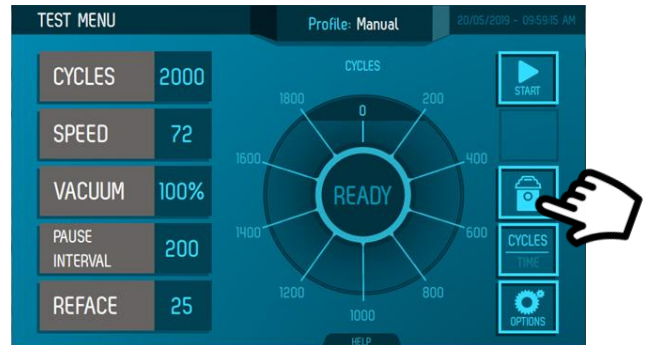 TEST MENU
Profile: Manual
20/05/2019 - 09:59:15 AM
CYCLES 2000
SPEED 72
VACUUM 100%
PAUSE
INTERVAL
200
REFACE 25
CYCLES
0
200
400
600
800
1000
1200
1400
1600
1800
READY
START
CYCLES
TIME
OPTIONS
HELP